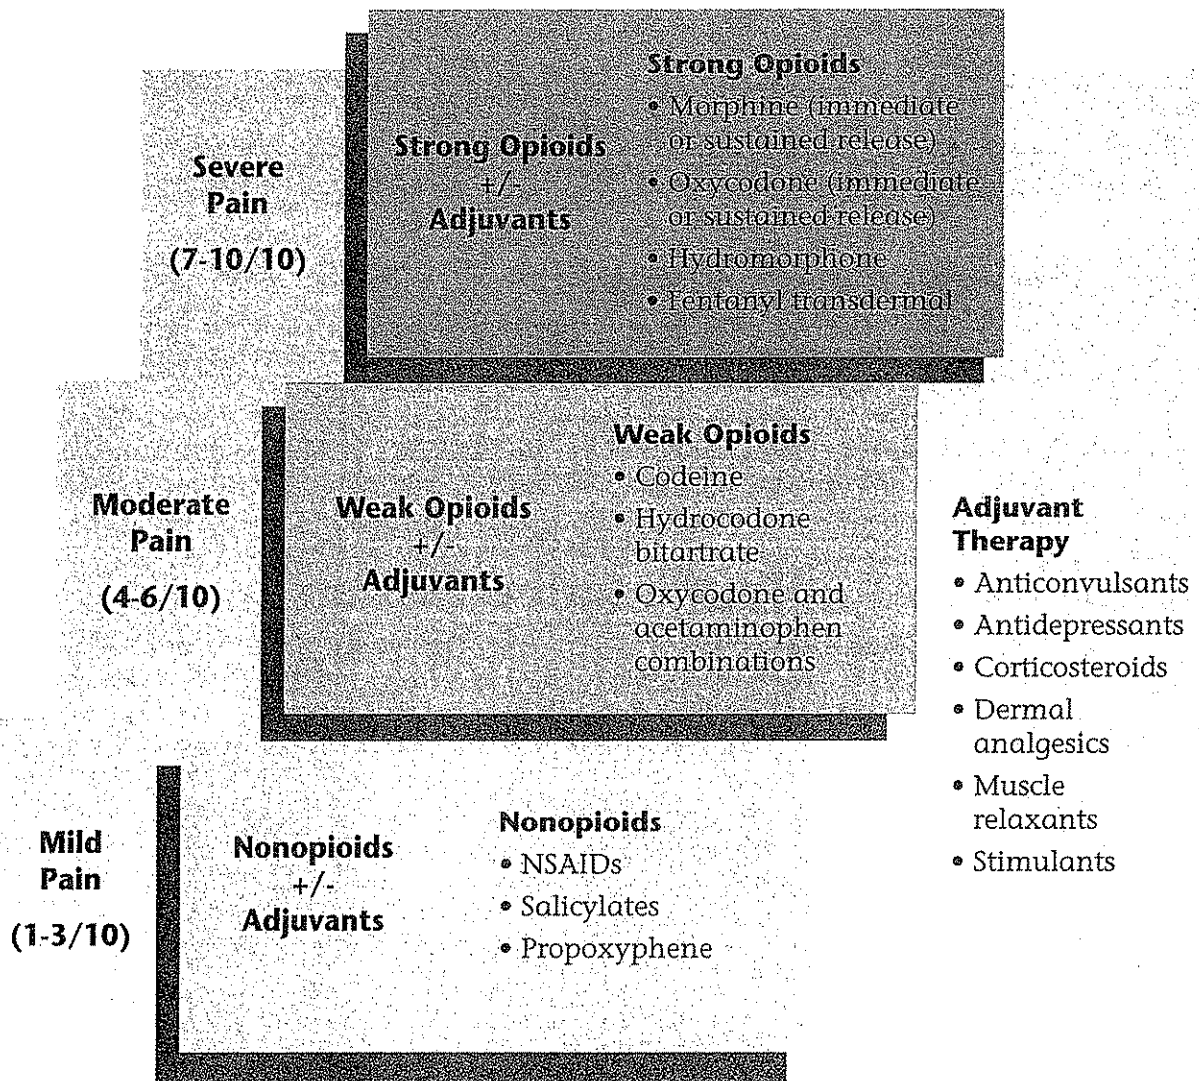 Severe
Pain
(7-10/10)
Strong Opioids
+/-
Adjuvants
Strong Opioids
• Morphine (immediate
or sustained release)
• Oxycodone (immediate
or sustained release)
• Hydromorphone
• Fentanyl transdermal
Moderate
Pain
(4-6/10)
Weak Opioids
+/-
Adjuvants
Weak Opioids
• Codeine
• Hydrocodone
bitartrate
• Oxycodone and
acetaminophen
combinations
Mild
Pain
(1-3/10)
Nonopioids
+/-
Adjuvants
Nonopioids
• NSAIDs
• Salicylates
• Propoxyphene
Adjuvant
Therapy
• Anticonvulsants
• Antidepressants
• Corticosteroids
• Dermal
analgesics
• Muscle
relaxants
• Stimulants